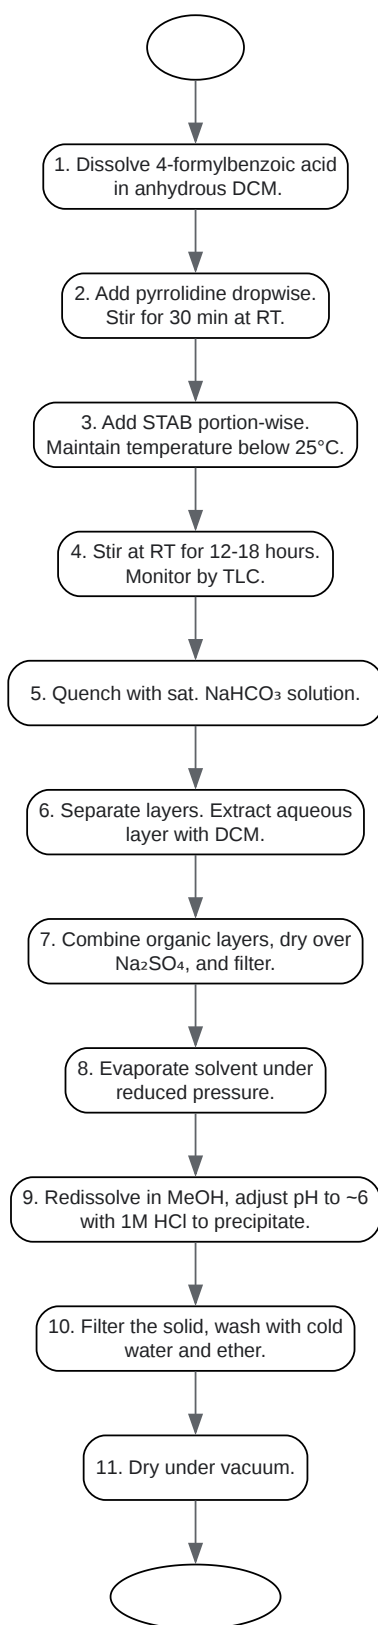 1. Dissolve 4-formylbenzoic acid
in anhydrous DCM.
2. Add pyrrolidine dropwise.
Stir for 30 min at RT.
3. Add STAB portion-wise.
Maintain temperature below 25°C.
4. Stir at RT for 12-18 hours.
Monitor by TLC.
5. Quench with sat. NaHCO₃ solution.
6. Separate layers. Extract aqueous
layer with DCM.
7. Combine organic layers, dry over
Na₂SO₄, and filter.
8. Evaporate solvent under
reduced pressure.
9. Redissolve in MeOH, adjust pH to ~6
with 1M HCl to precipitate.
10. Filter the solid, wash with cold
water and ether.
11. Dry under vacuum.